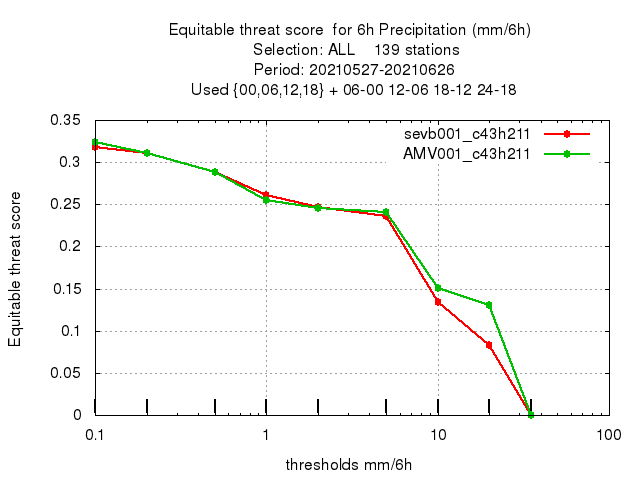 Equitable threat score  for 6h Precipitation (mm/6h)
Selection: ALL    139 stations
Period: 20210527-20210626
Used {00,06,12,18} + 06-00 12-06 18-12 24-18
sevb001_c43h211
AMV001_c43h211
Equitable threat score
0.35
0.3
0.25
0.2
0.15
0.1
0.05
0
0.1 1 10 100
thresholds mm/6h